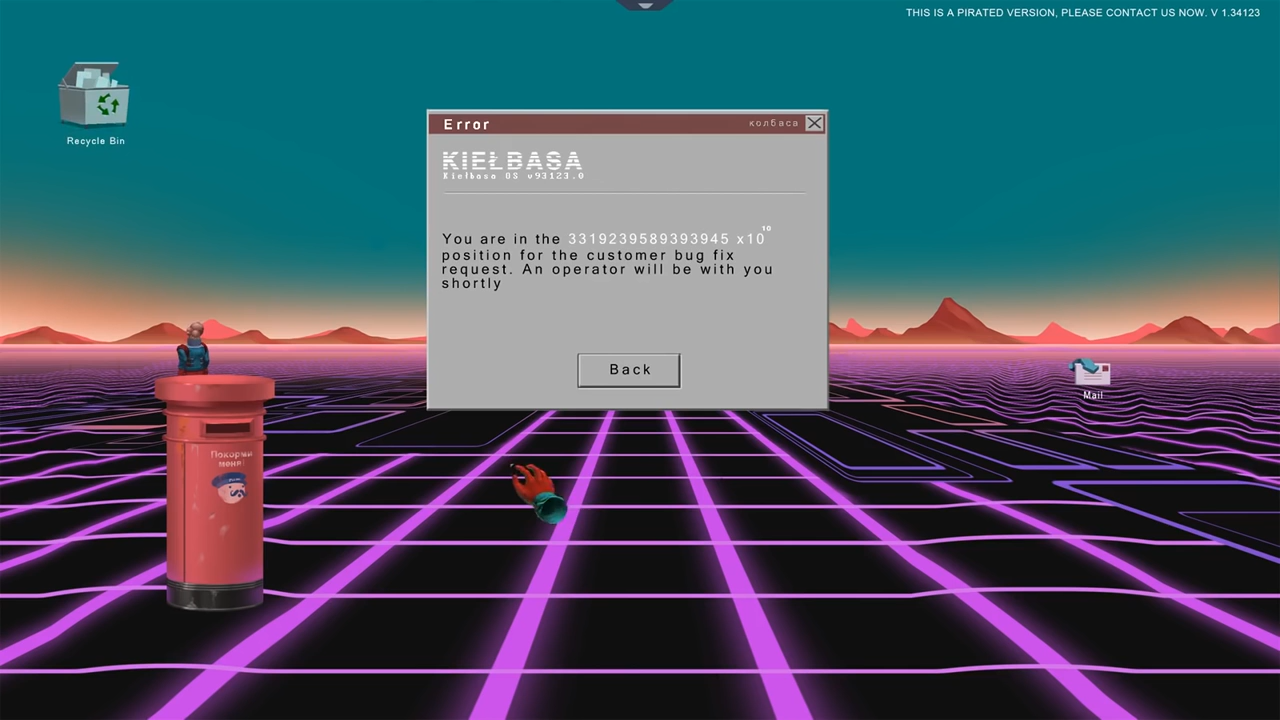 THIS IS A PIRATED VERSION, PLEASE CONTACT US NOW. V 1.34123
Recycle Bin
Error
колбаса
KIEŁBASA
Kiełbasa OS v93123.0
You are in the 3319239589393945 x10¹⁰
position for the customer bug fix
request. An operator will be with you
shortly
Back
Mail
Покорми
меня!